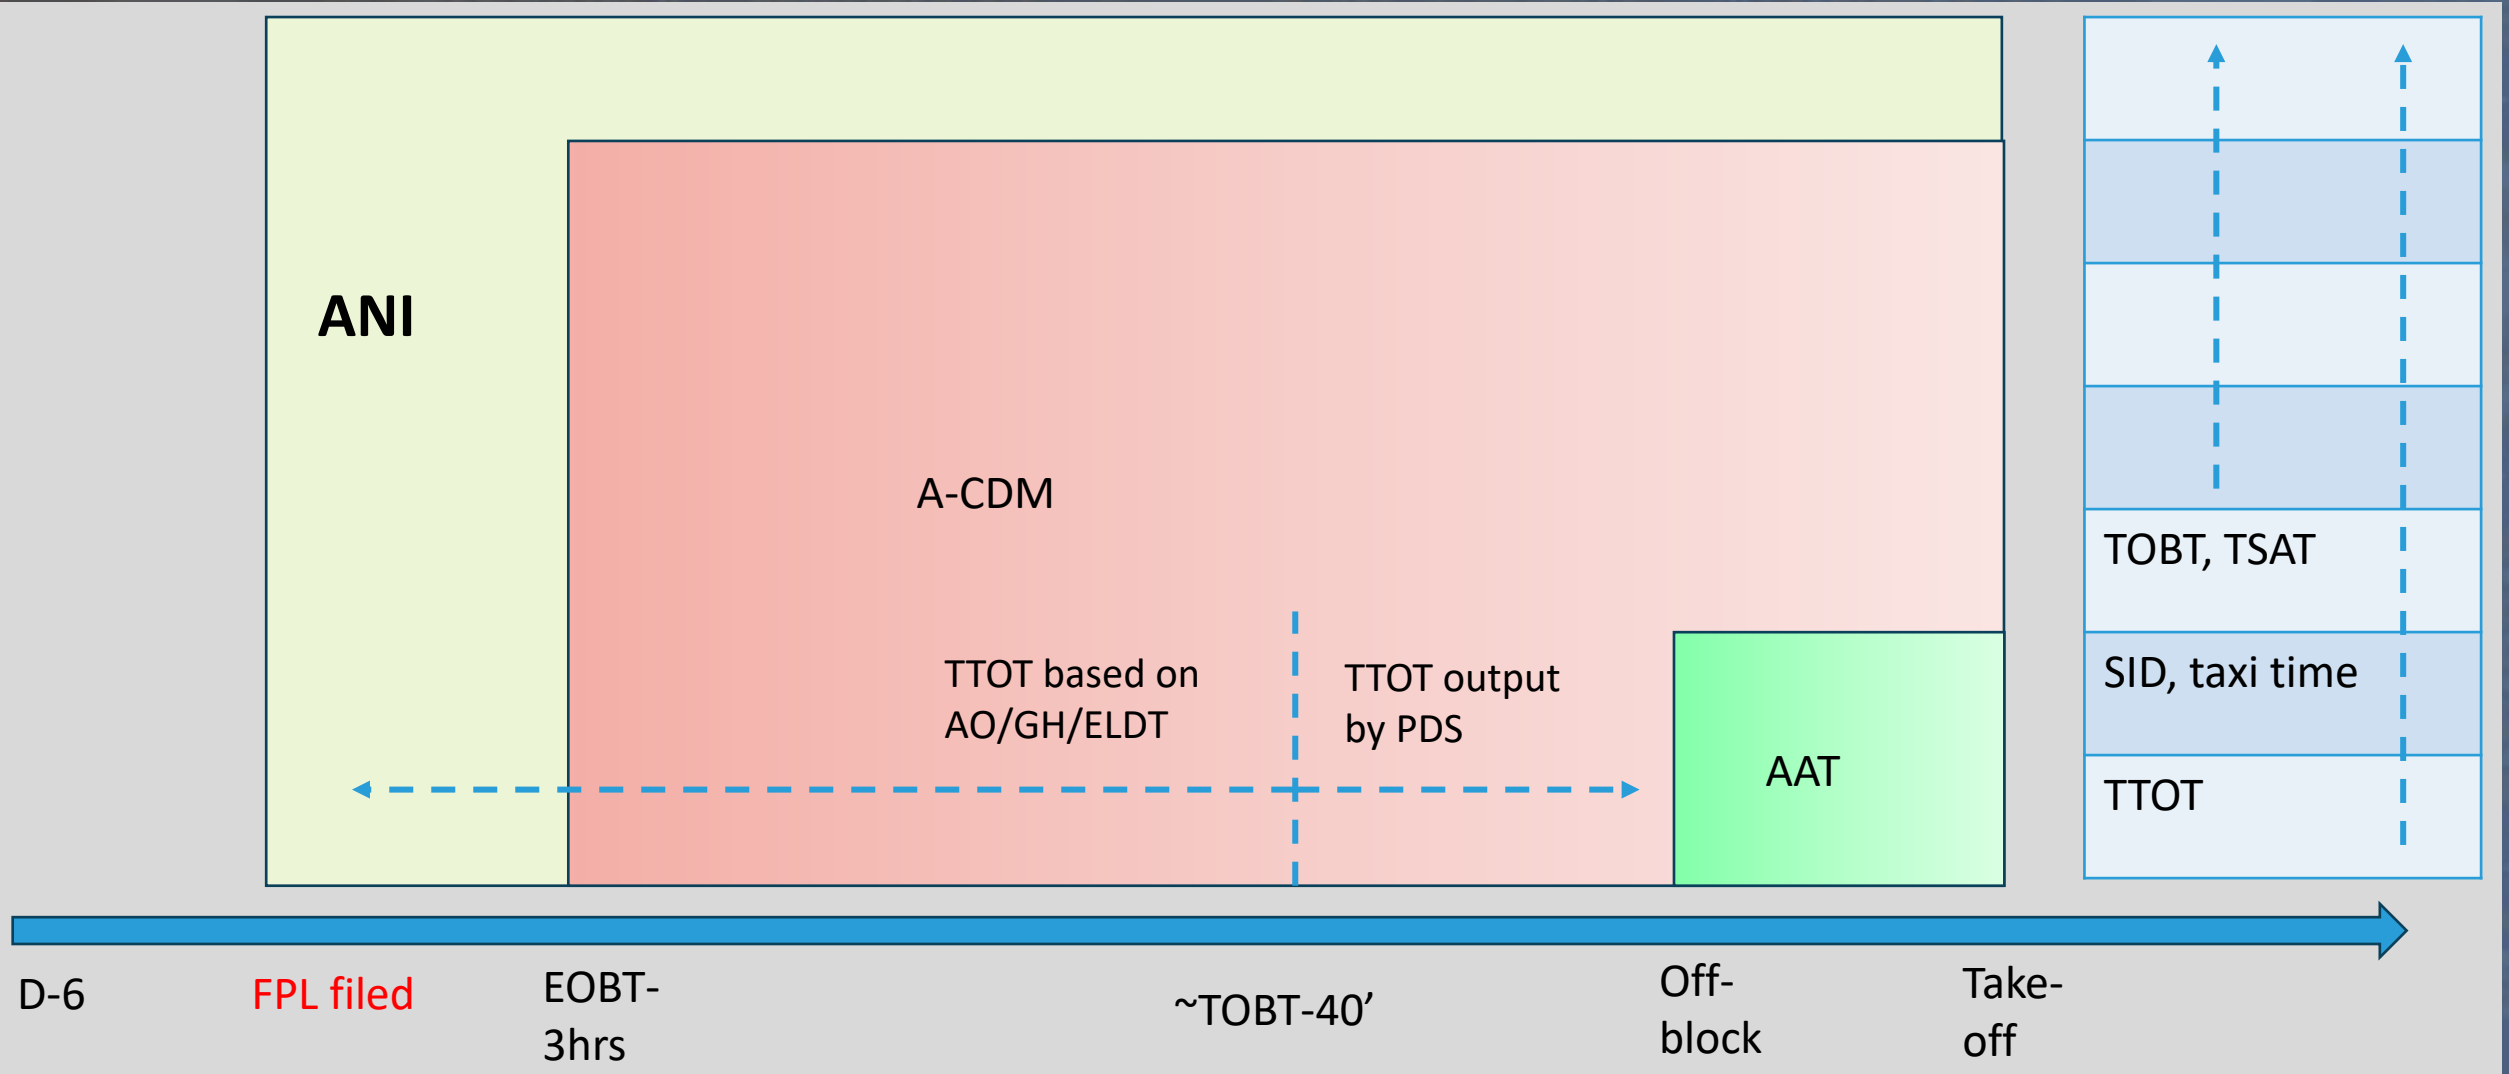 ANI
A-CDM
TTOT based on
AO/GH/ELDT
TTOT output
by PDS
AAT
TOBT, TSAT
SID, taxi time
TTOT
D-6
FPL filed
EOBT-
3hrs
~TOBT-40’
Off-
block
Take-
off